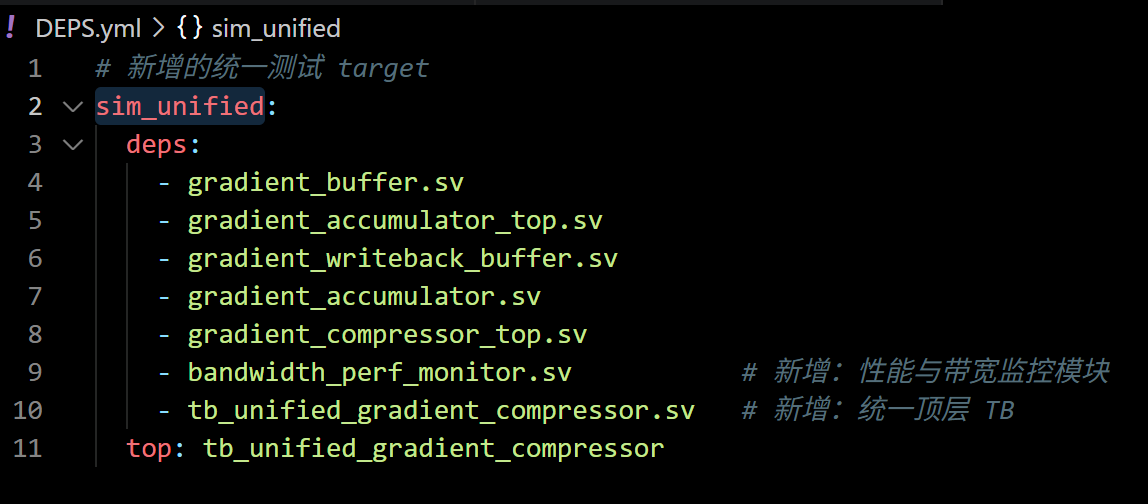 ! DEPS.yml > {} sim_unified
1 # 新增的统一测试 target
2 sim_unified:
3 deps:
4 - gradient_buffer.sv
5 - gradient_accumulator_top.sv
6 - gradient_writeback_buffer.sv
7 - gradient_accumulator.sv
8 - gradient_compressor_top.sv
9 - bandwidth_perf_monitor.sv # 新增：性能与带宽监控模块
10 - tb_unified_gradient_compressor.sv # 新增：统一顶层 TB
11 top: tb_unified_gradient_compressor